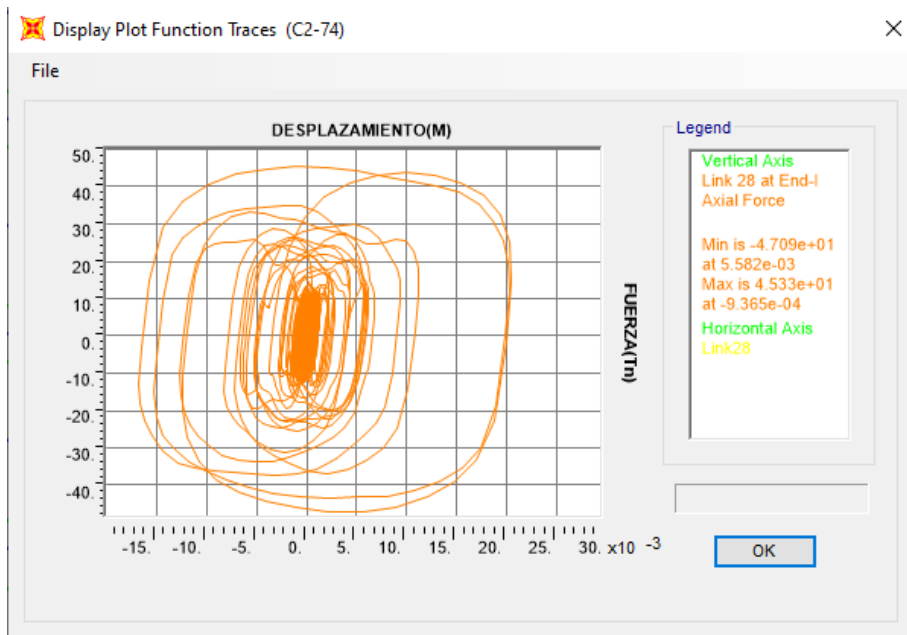 Display Plot Function Traces (C2-74)
File
DESPLAZAMIENTO(M)
50.
40.
30.
20.
10.
0.
-10.
-20.
-30.
-40.
-15. -10. -5. 0. 5. 10. 15. 20. 25. 30. x10 -3
FUERZA(Tn)
Legend
Vertical Axis
Link 28 at End-I
Axial Force
Min is -4.709e+01
at 5.582e-03
Max is 4.533e+01
at -9.365e-04
Horizontal Axis
Link28
OK